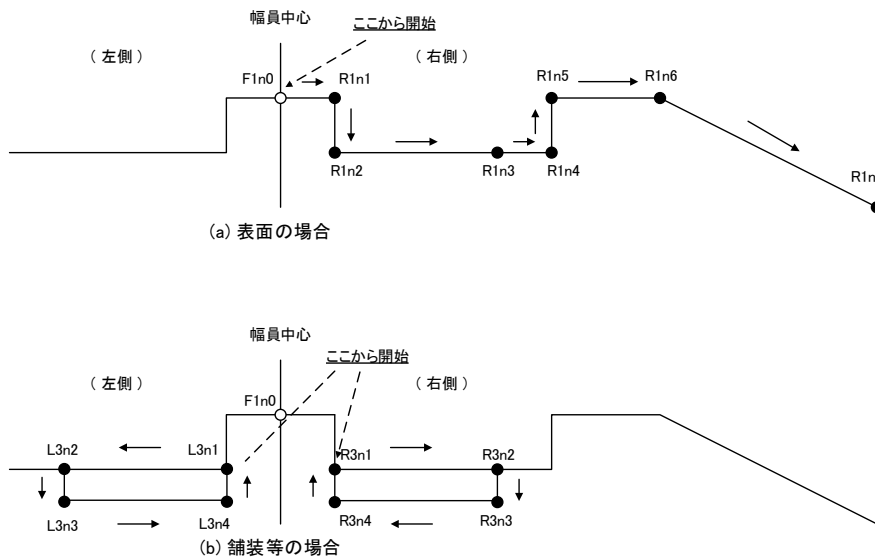 幅員中心
ここから開始
（ 左側 ）
（ 右側 ）
F1n0
R1n1
R1n5
R1n6
R1n2
R1n3
R1n4
R1n
(a) 表面の場合
幅員中心
ここから開始
（ 左側 ）
（ 右側 ）
F1n0
L3n2
L3n1
R3n1
R3n2
L3n3
L3n4
R3n4
R3n3
(b) 舗装等の場合